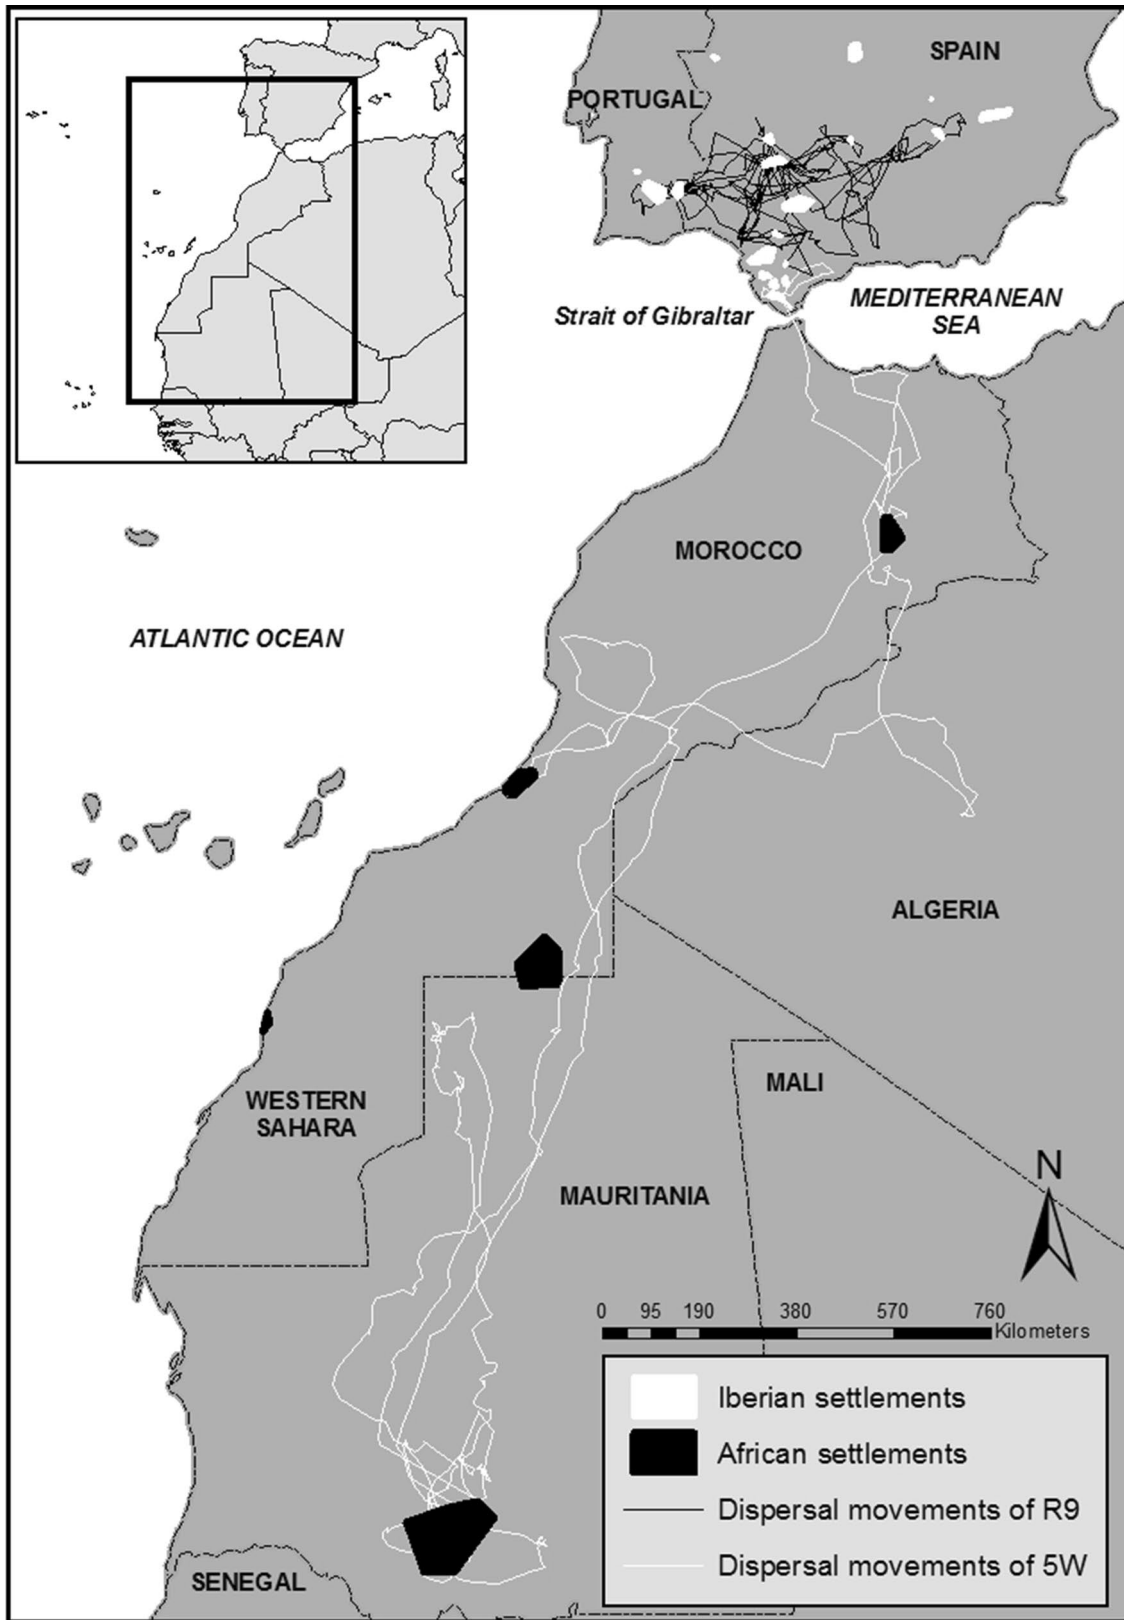 SPAIN
PORTUGAL
Strait of Gibraltar
MEDITERRANEAN
SEA
MOROCCO
ATLANTIC OCEAN
ALGERIA
MALI
WESTERN
SAHARA
MAURITANIA
N
0 95 190 380 570 760
Kilometers
Iberian settlements
African settlements
Dispersal movements of R9
Dispersal movements of 5W
SENEGAL